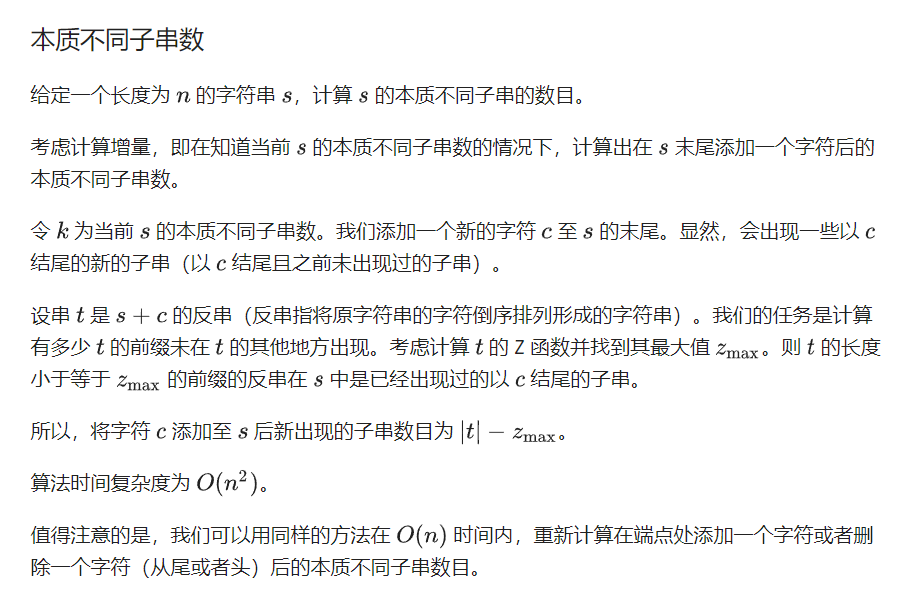 本质不同子串数
给定一个长度为 n 的字符串 s，计算 s 的本质不同子串的数目。
考虑计算增量，即在知道当前 s 的本质不同子串数的情况下，计算出在 s 末尾添加一个字符后的
本质不同子串数。
令 k 为当前 s 的本质不同子串数。我们添加一个新的字符 c 至 s 的末尾。显然，会出现一些以 c
结尾的新的子串（以 c 结尾且之前未出现过的子串）。
设串 t 是 s + c 的反串（反串指将原字符串的字符倒序排列形成的字符串）。我们的任务是计算
有多少 t 的前缀未在 t 的其他地方出现。考虑计算 t 的 Z 函数并找到其最大值 z_max。则 t 的长度
小于等于 z_max 的前缀的反串在 s 中是已经出现过的以 c 结尾的子串。
所以，将字符 c 添加至 s 后新出现的子串数目为 |t| − z_max。
算法时间复杂度为 O(n²)。
值得注意的是，我们可以用同样的方法在 O(n) 时间内，重新计算在端点处添加一个字符或者删
除一个字符（从尾或者头）后的本质不同子串数目。